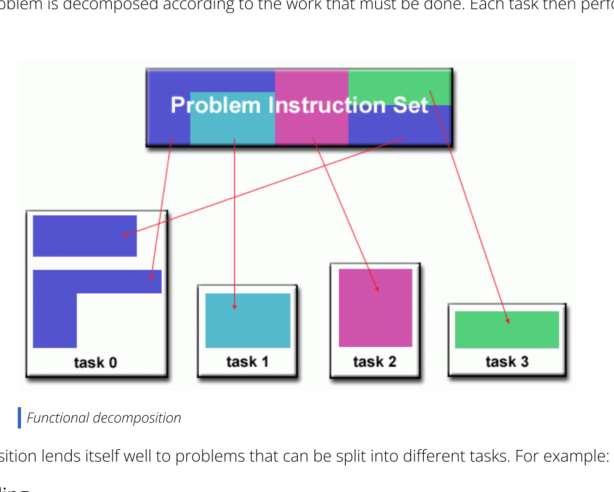 oblem is decomposed according to the work that must be done. Each task then perfo
Problem Instruction Set
task 0
task 1
task 2
task 3
Functional decomposition
sition lends itself well to problems that can be split into different tasks. For example: